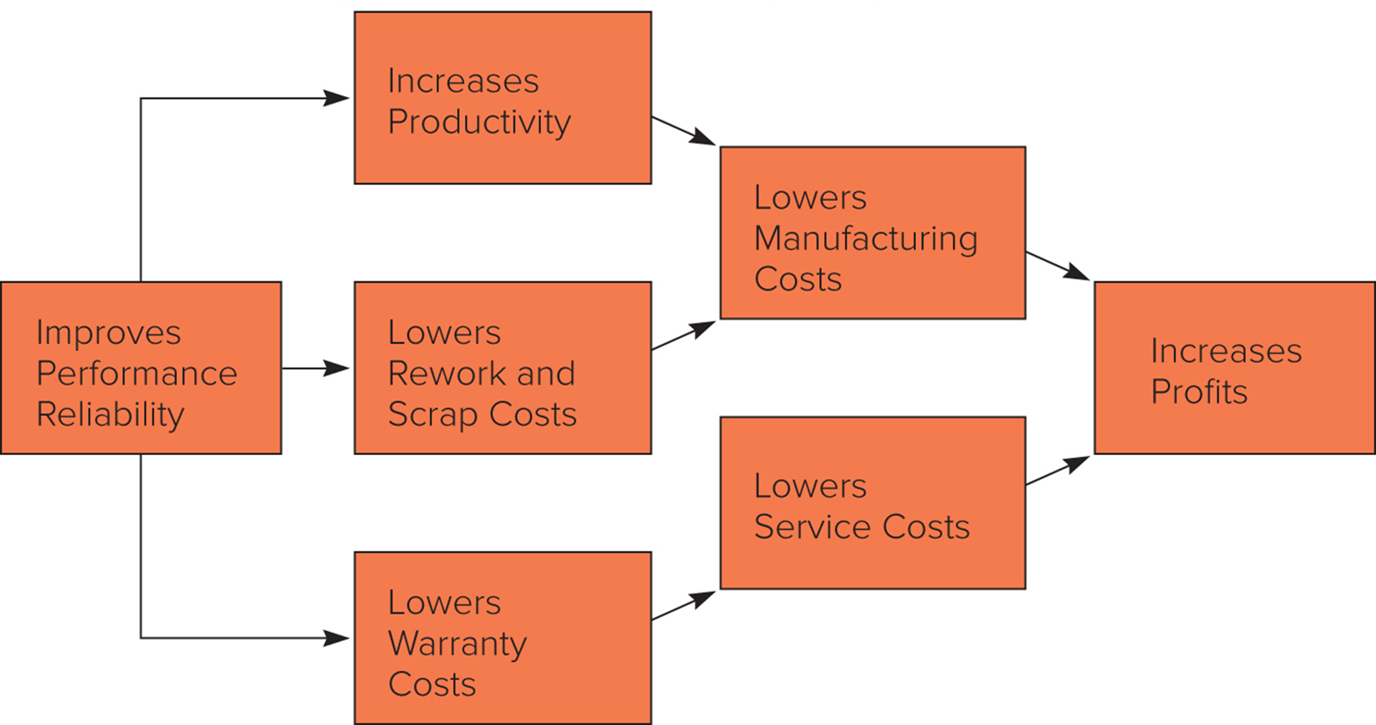 Improves
Performance
Reliability
Increases
Productivity
Lowers
Rework and
Scrap Costs
Lowers
Warranty
Costs
Lowers
Manufacturing
Costs
Lowers
Service Costs
Increases
Profits